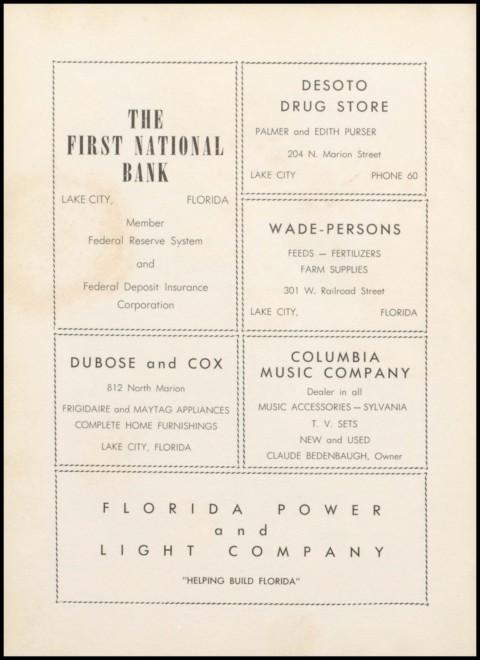 THE
FIRST NATIONAL
BANK
LAKE CITY, FLORIDA
Member
Federal Reserve System
and
Federal Deposit Insurance
Corporation
DESOTO
DRUG STORE
PALMER and EDITH PURSER
204 N. Marion Street
LAKE CITY PHONE 60
WADE-PERSONS
FEEDS — FERTILIZERS
FARM SUPPLIES
301 W. Railroad Street
LAKE CITY, FLORIDA
DUBOSE and COX
812 North Marion
FRIGIDAIRE and MAYTAG APPLIANCES
COMPLETE HOME FURNISHINGS
LAKE CITY, FLORIDA
COLUMBIA
MUSIC COMPANY
Dealer in all
MUSIC ACCESSORIES — SYLVANIA
T. V. SETS
NEW and USED
CLAUDE BEDENBAUGH, Owner
FLORIDA POWER
and
LIGHT COMPANY
"HELPING BUILD FLORIDA"